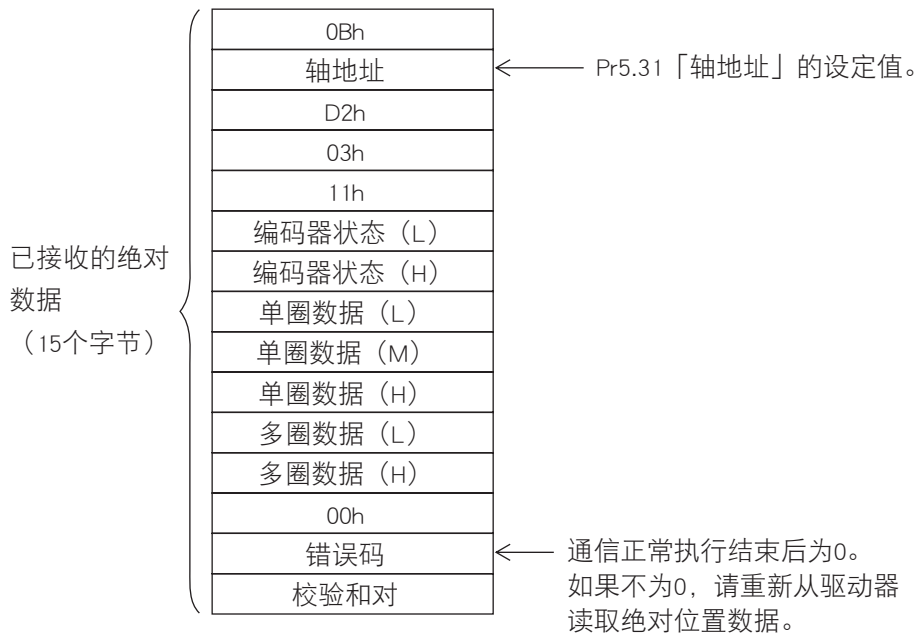 0Bh
轴地址
Pr5.31「轴地址」的设定值。
D2h
03h
11h
编码器状态（L）
编码器状态（H）
已接收的绝对
数据
（15个字节）
单圈数据（L）
单圈数据（M）
单圈数据（H）
多圈数据（L）
多圈数据（H）
00h
错误码
校验和对
通信正常执行结束后为0。
如果不为0，请重新从驱动器
读取绝对位置数据。